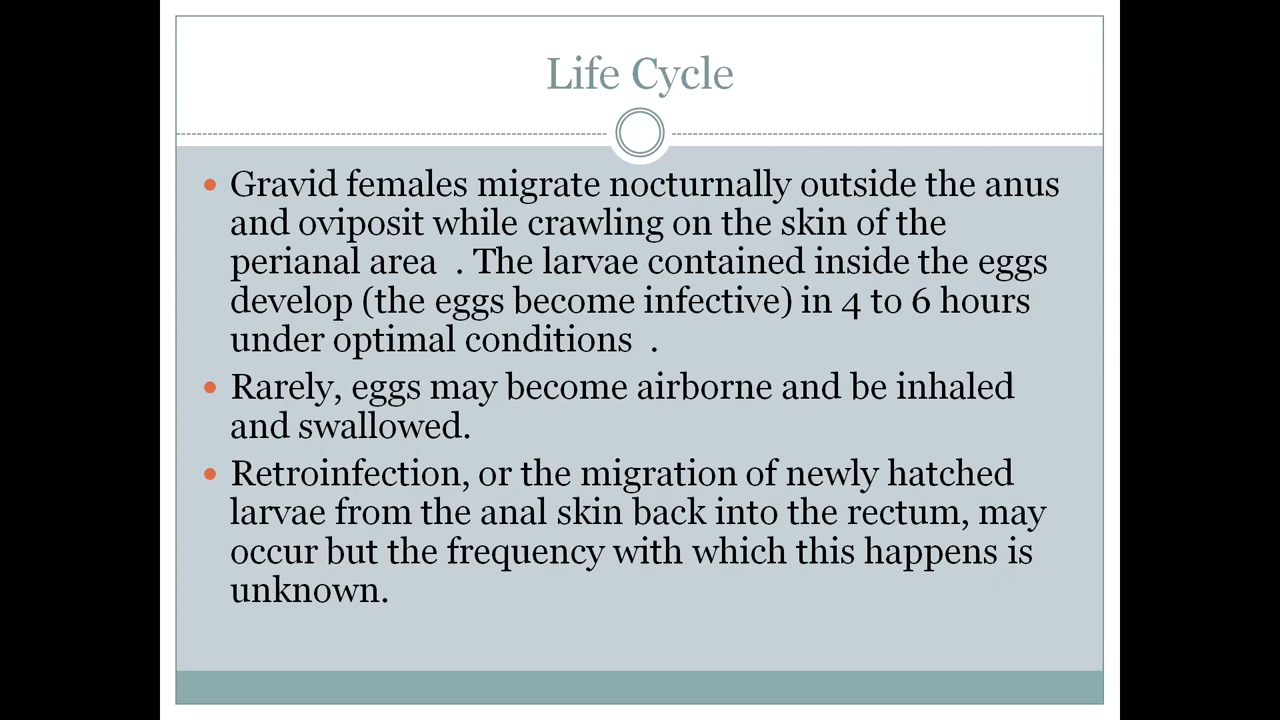 Life Cycle
• Gravid females migrate nocturnally outside the anus
and oviposit while crawling on the skin of the
perianal area  . The larvae contained inside the eggs
develop (the eggs become infective) in 4 to 6 hours
under optimal conditions  .
• Rarely, eggs may become airborne and be inhaled
and swallowed.
• Retroinfection, or the migration of newly hatched
larvae from the anal skin back into the rectum, may
occur but the frequency with which this happens is
unknown.